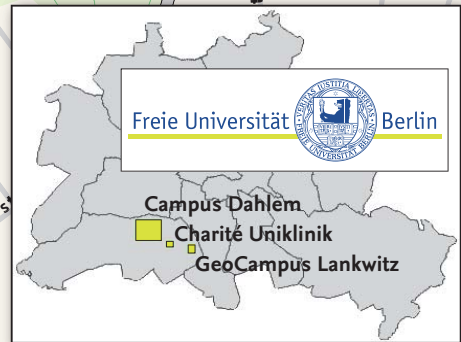 Freie Universität Berlin
VERITAS IUSTITIA LIBERTAS
FREIE UNIVERSITÄT BERLIN
Campus Dahlem
Charité Uniklinik
GeoCampus Lankwitz